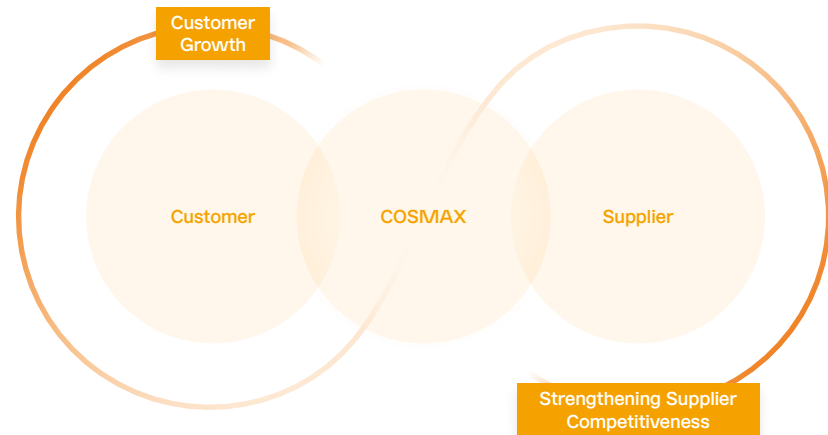 Customer
Growth
Customer
COSMAX
Supplier
Strengthening Supplier
Competitiveness